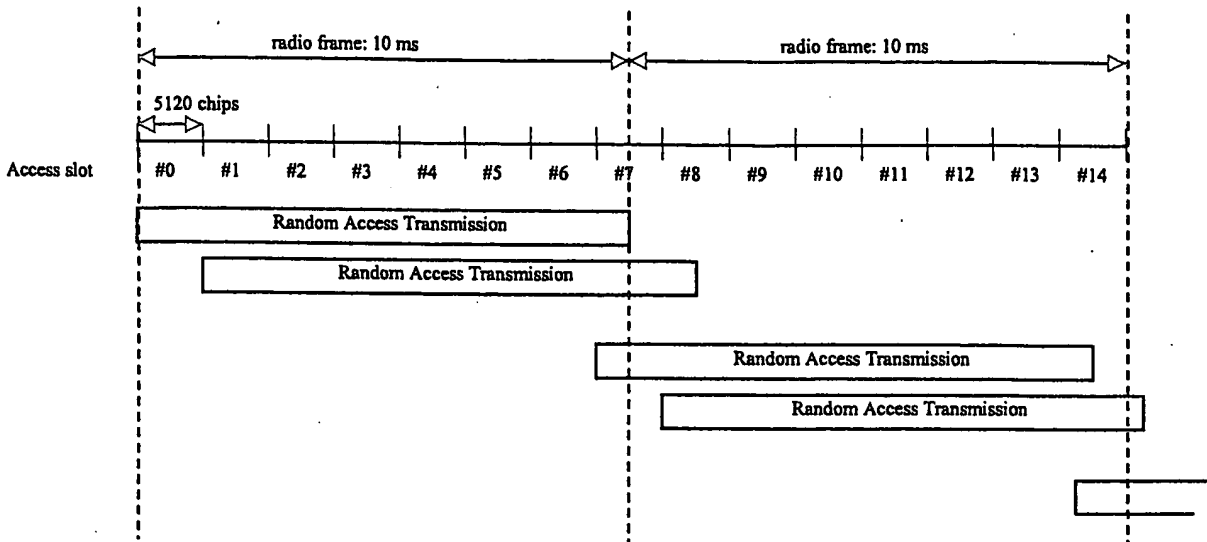 radio frame: 10 ms radio frame: 10 ms
5120 chips
Access slot #0 #1 #2 #3 #4 #5 #6 #7 #8 #9 #10 #11 #12 #13 #14
Random Access Transmission
Random Access Transmission
Random Access Transmission
Random Access Transmission